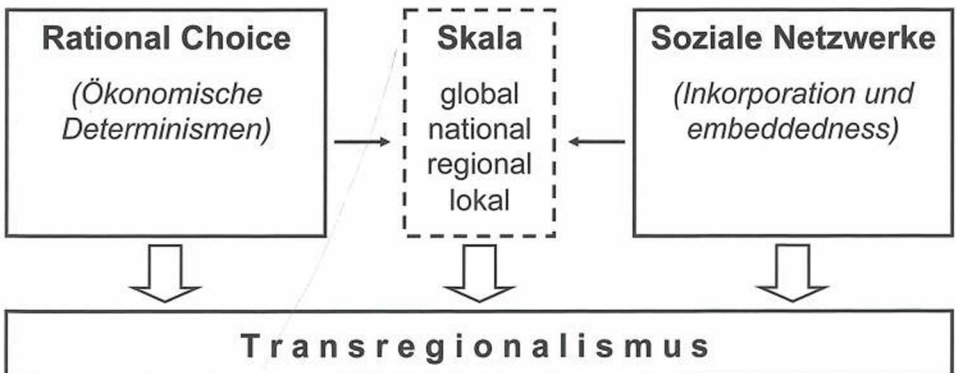 Rational Choice
(Ökonomische
Determinismen)
Skala
global
national
regional
lokal
Soziale Netzwerke
(Inkorporation und
embeddedness)
Transregionalismus